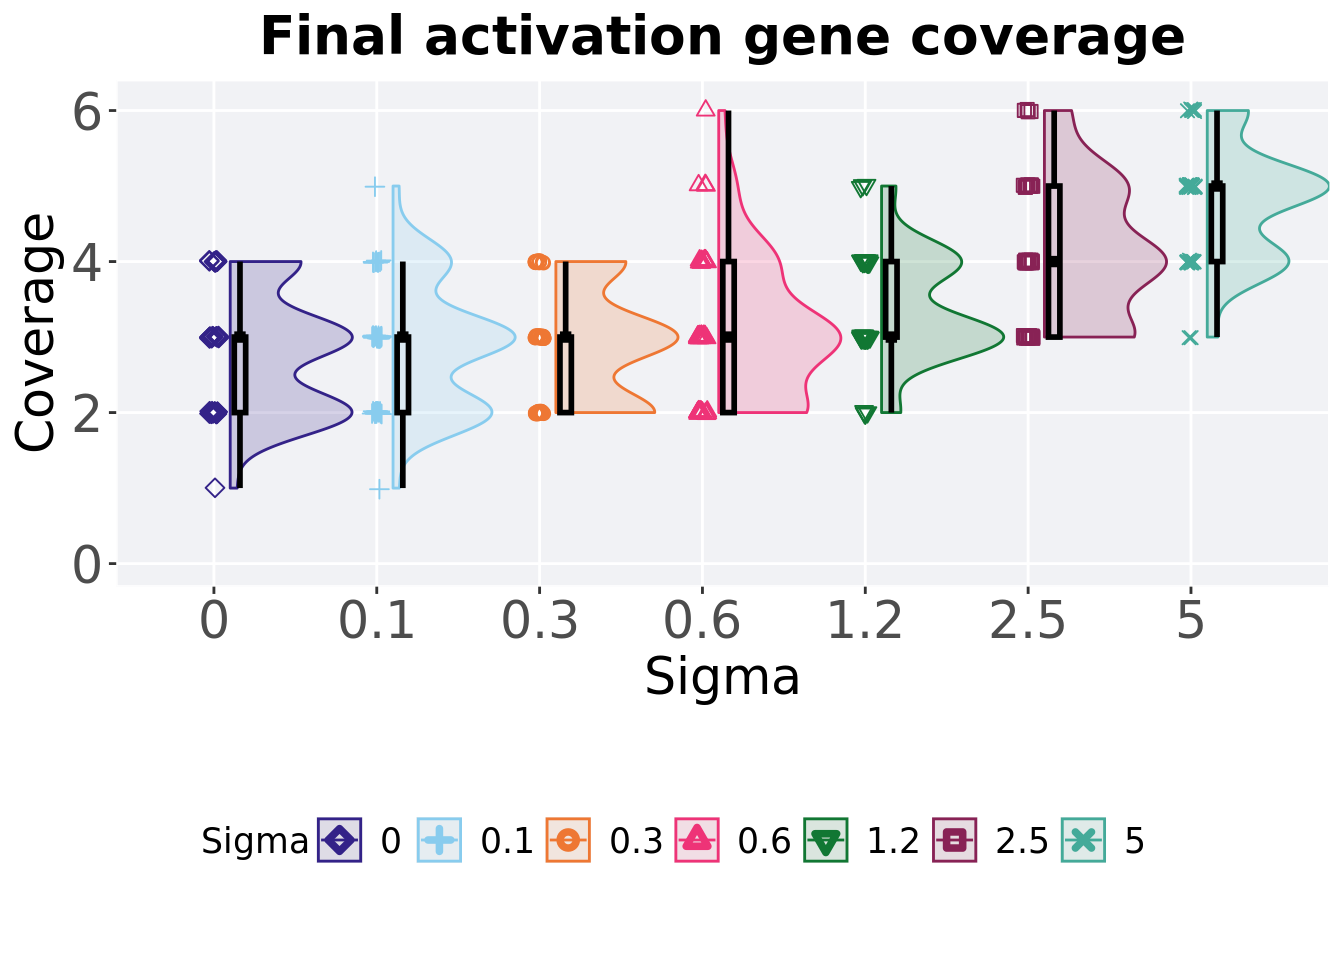 Final activation gene coverage
Coverage
6
4
2
0
0 0.1 0.3 0.6 1.2 2.5 5
Sigma
Sigma 0 0.1 0.3 0.6 1.2 2.5 5